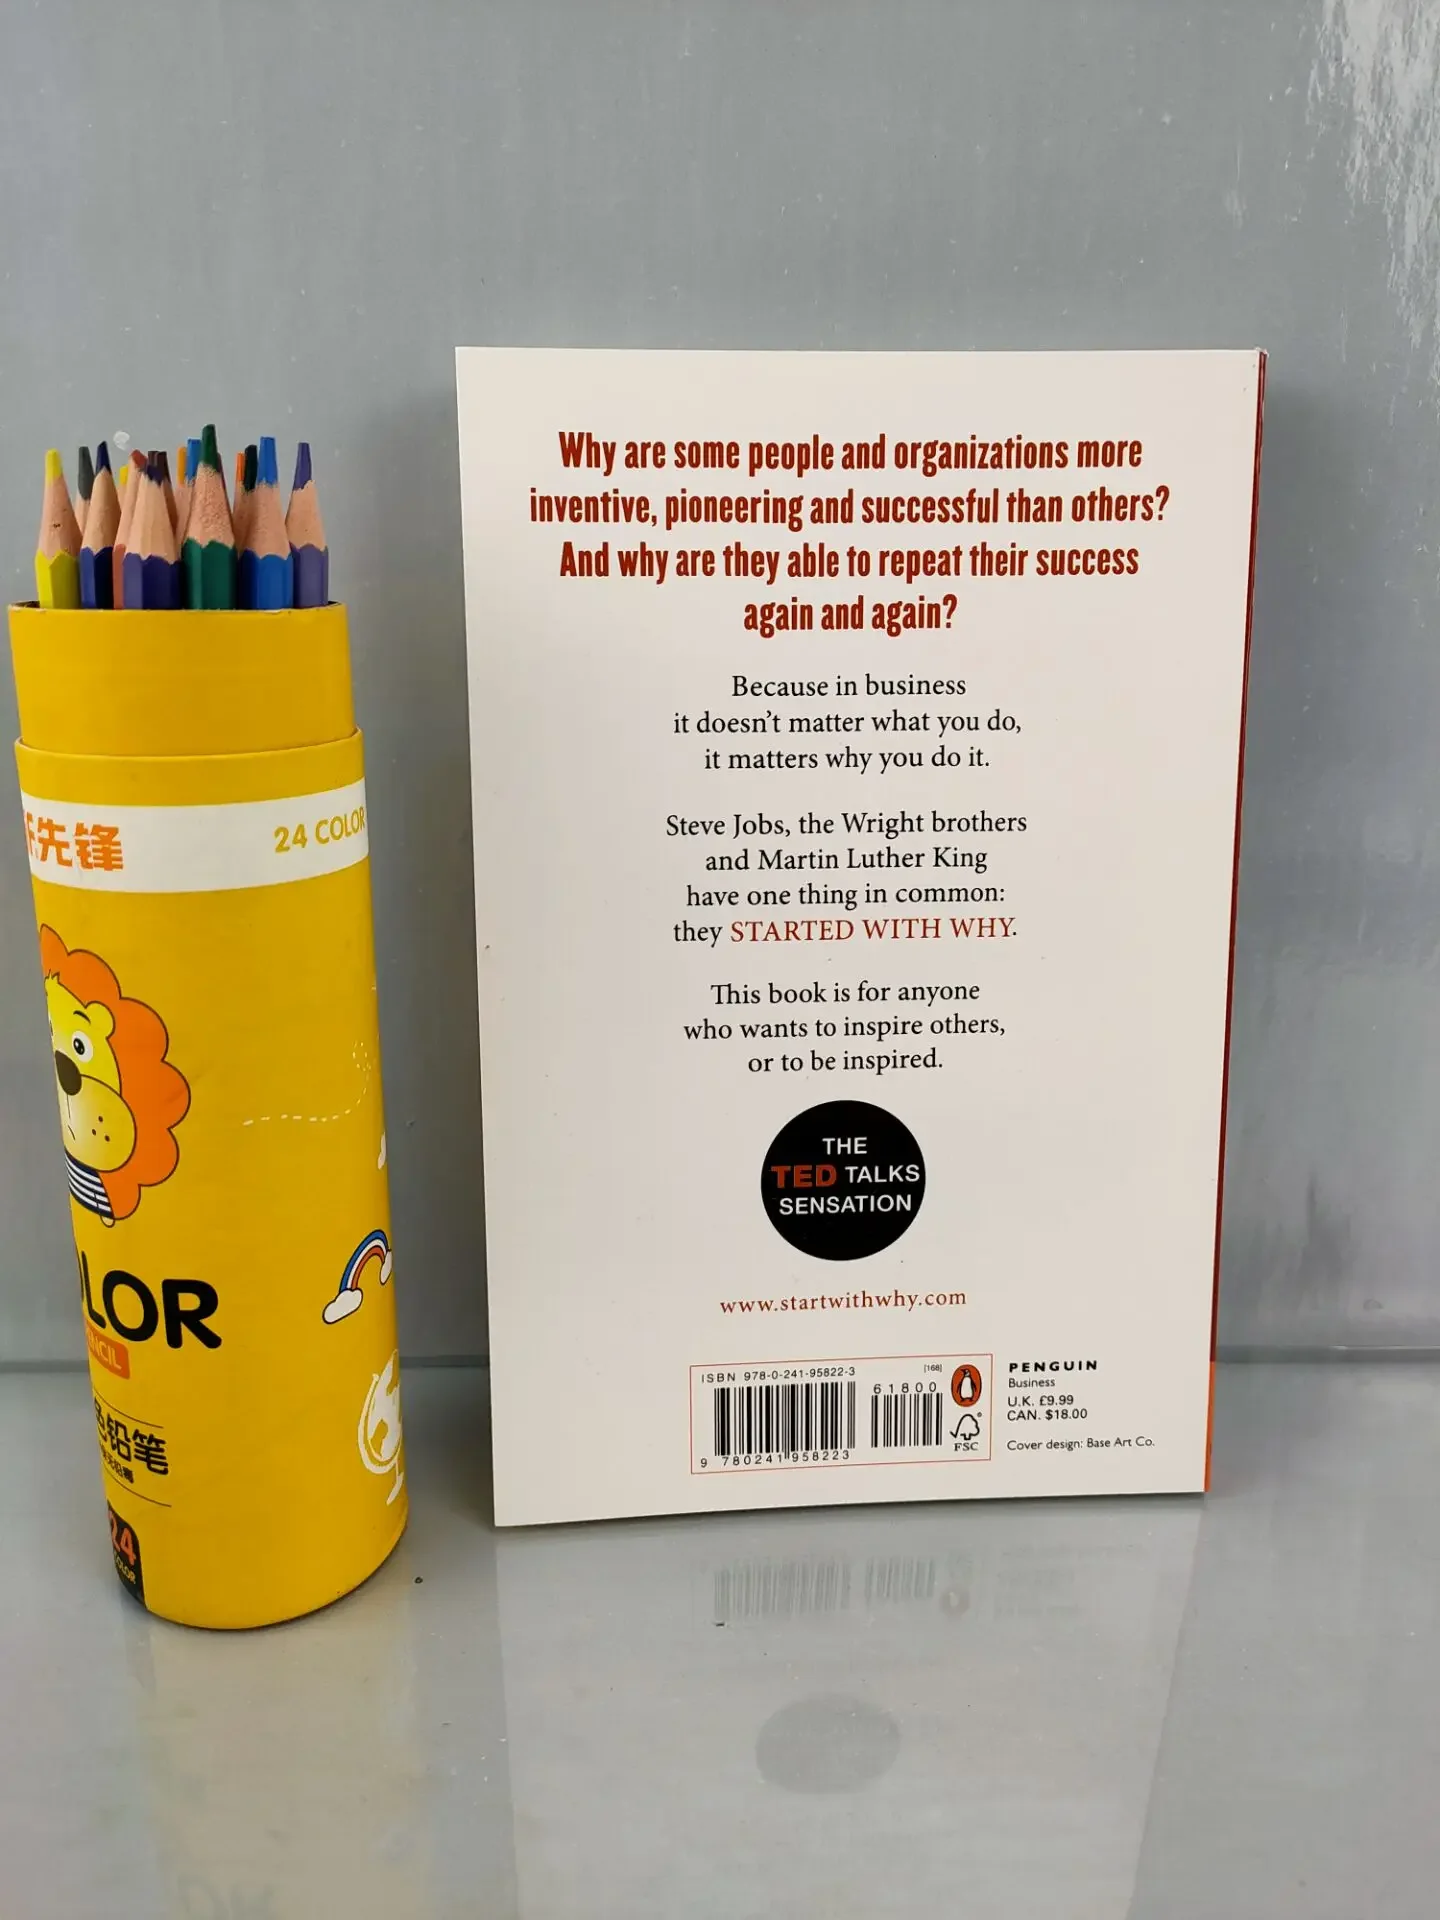 先锋
24 COLOR
LOR
铅笔
24
COLOR
Why are some people and organizations more
inventive, pioneering and successful than others?
And why are they able to repeat their success
again and again?
Because in business
it doesn't matter what you do,
it matters why you do it.
Steve Jobs, the Wright brothers
and Martin Luther King
have one thing in common:
they STARTED WITH WHY.
This book is for anyone
who wants to inspire others,
or to be inspired.
THE
TED TALKS
SENSATION
www.startwithwhy.com
ISBN 978-0-241-95822-3
[168]
61800
9 780241 958223
FSC
PENGUIN
Business
U.K. £9.99
CAN. $18.00
Cover design: Base Art Co.